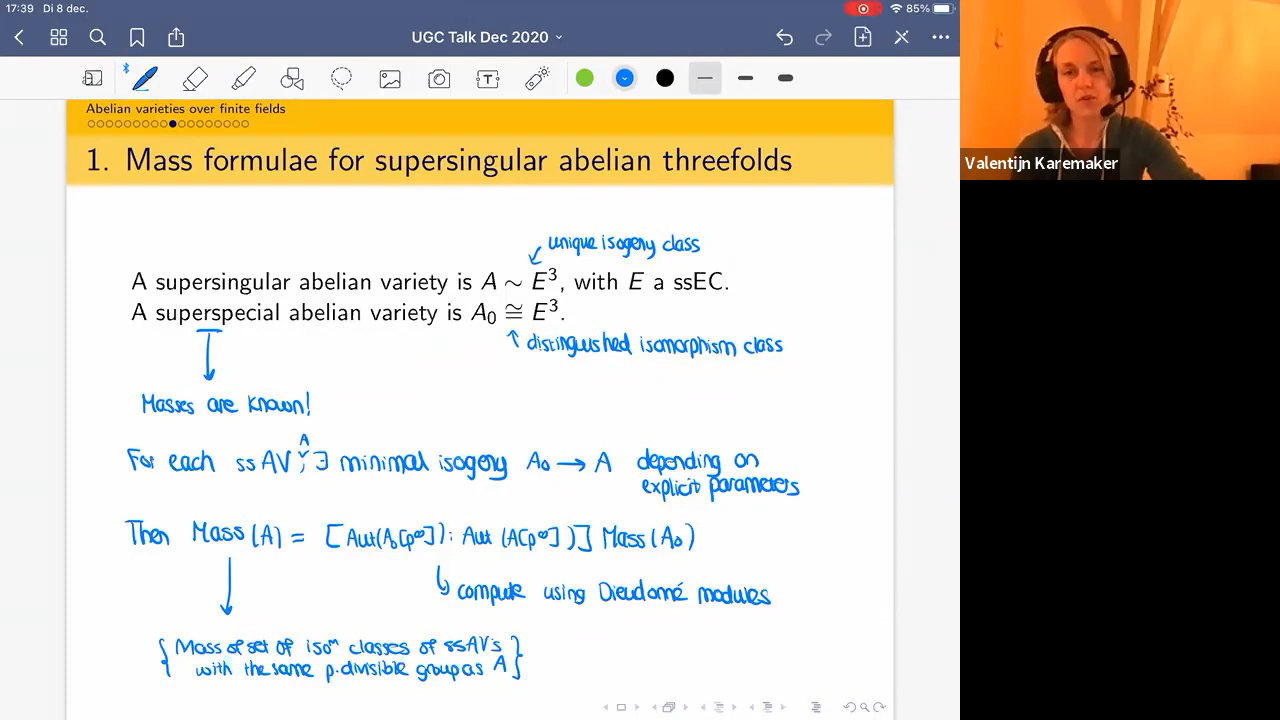 17:39 Di 8 dec.
85%
UGC Talk Dec 2020
Abelian varieties over finite fields
1. Mass formulae for supersingular abelian threefolds
Valentijn Karemaker
unique isogeny class
A supersingular abelian variety is A ∼ E³, with E a ssEC.
A superspecial abelian variety is A₀ ≅ E³.
distinguished isomorphism class
Masses are known!
For each ssAV A, ∃ minimal isogeny A₀ → A depending on
explicit parameters
Then Mass(A) = [Aut(A₀[p^∞]) : Aut(A[p^∞])] Mass(A₀)
compute using Dieudonné modules
{Mass of set of isoᵐ classes of ssAV's
with the same p-divisible group as A}